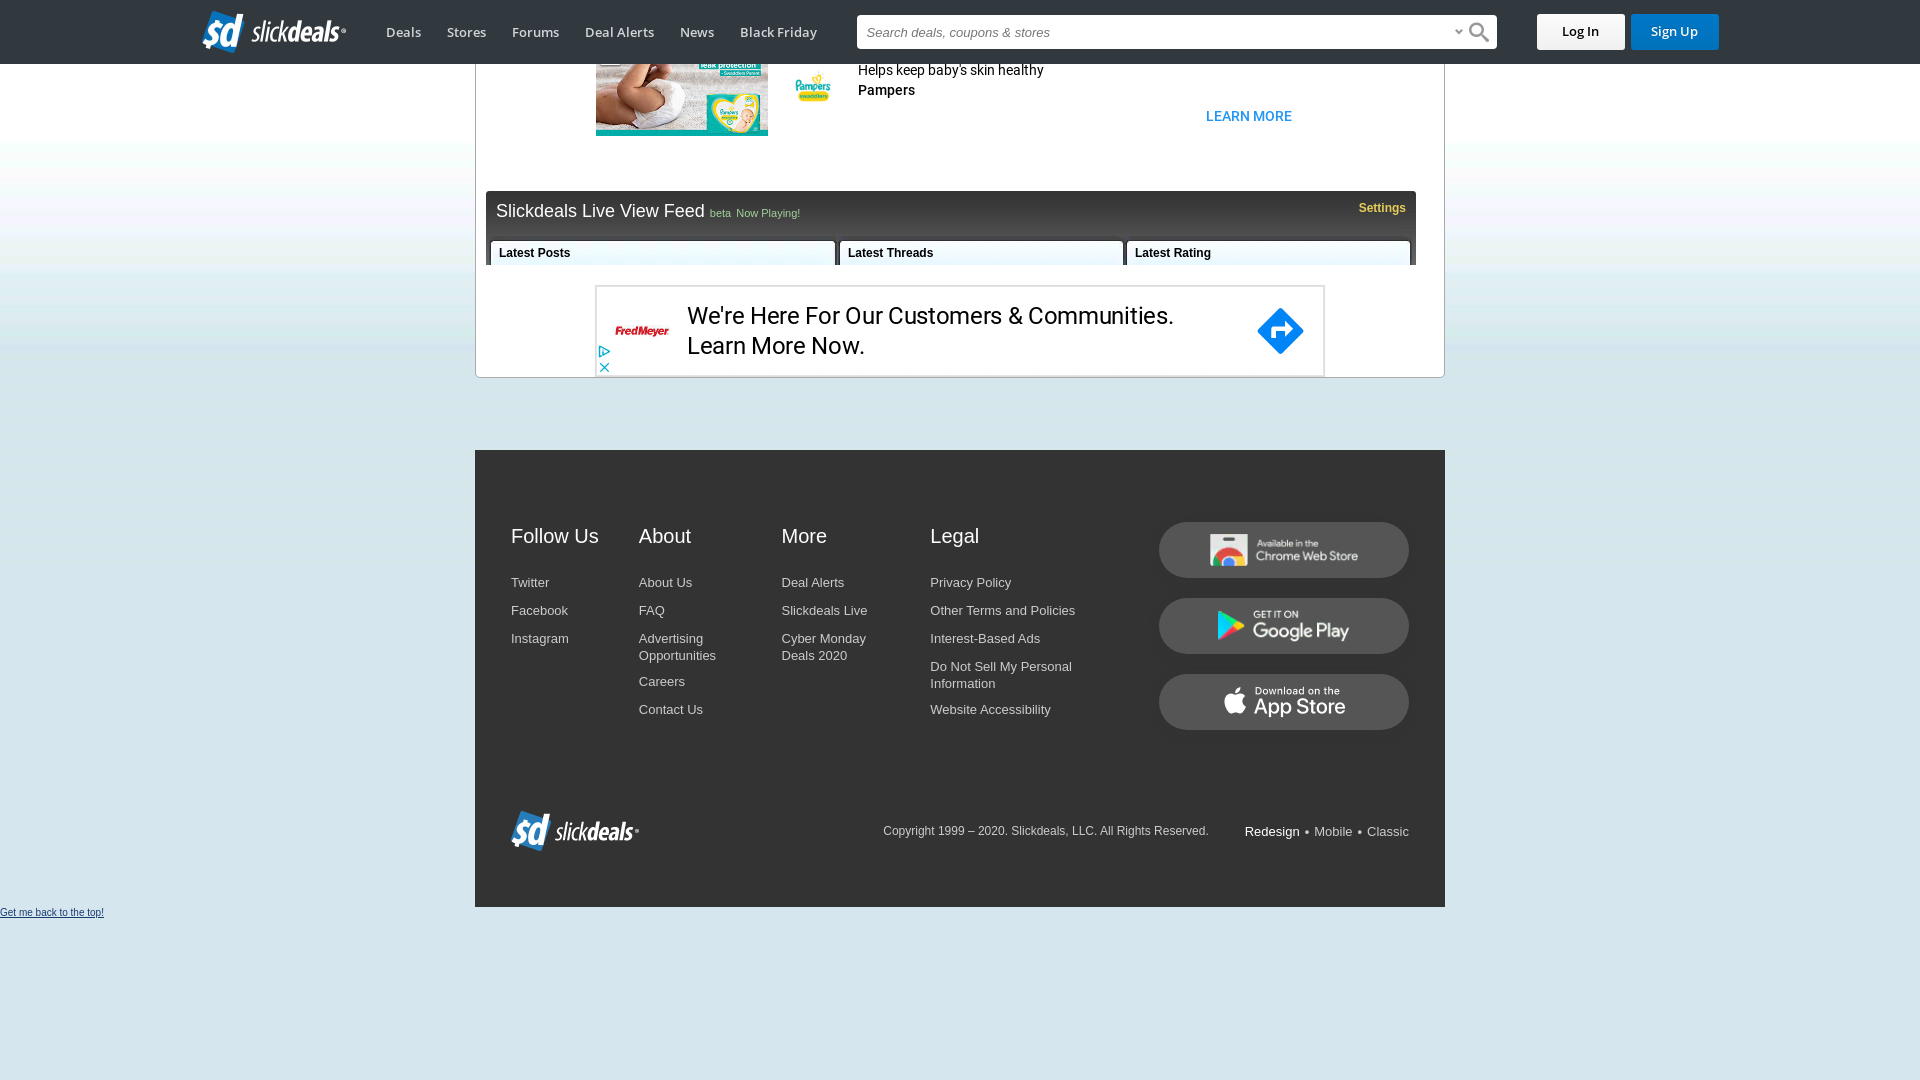 slickdeals
Deals
Stores
Forums
Deal Alerts
News
Black Friday
Search deals, coupons & stores
Log In
Sign Up
leak protection
- Swaddlers Parent
Pampers
swaddlers
Helps keep baby's skin healthy
Pampers
LEARN MORE
Slickdeals Live View Feed beta Now Playing!
Settings
Latest Posts
Latest Threads
Latest Rating
FredMeyer
We're Here For Our Customers & Communities.
Learn More Now.
Follow Us
Twitter
Facebook
Instagram
About
About Us
FAQ
Advertising
Opportunities
Careers
Contact Us
More
Deal Alerts
Slickdeals Live
Cyber Monday
Deals 2020
Legal
Privacy Policy
Other Terms and Policies
Interest-Based Ads
Do Not Sell My Personal
Information
Website Accessibility
Available in the
Chrome Web Store
GET IT ON
Google Play
Download on the
App Store
slickdeals
Copyright 1999 – 2020. Slickdeals, LLC. All Rights Reserved.
Redesign • Mobile • Classic
Get me back to the top!